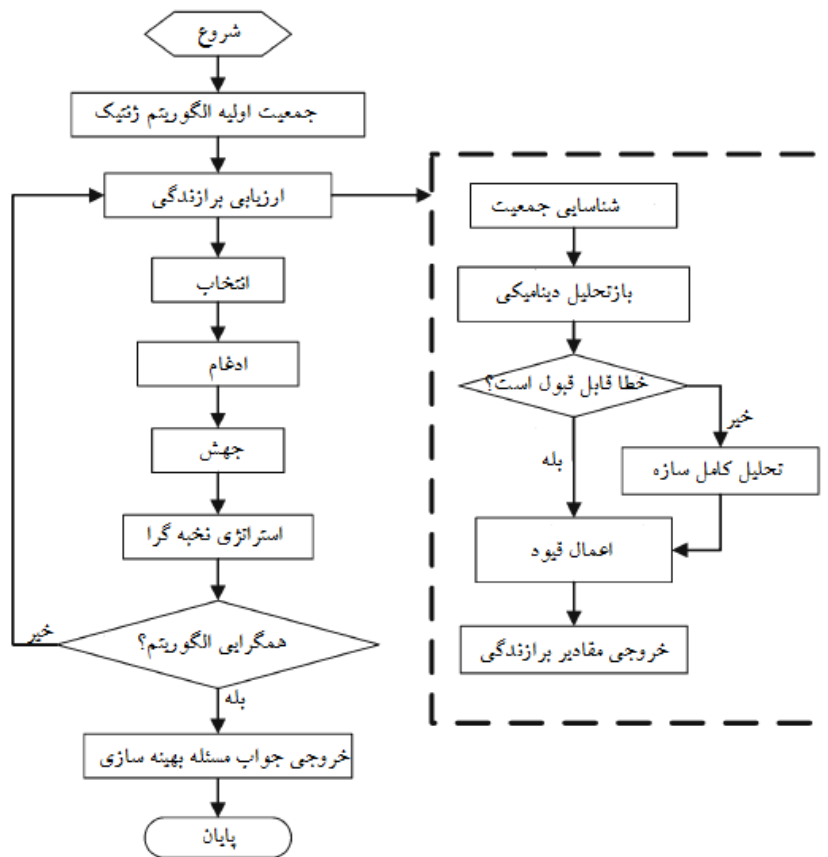 شروع
جمعیت اولیه الگوریتم ژنتیک
ارزیابی برازندگی
انتخاب
ادغام
جهش
استراتژی نخبه گرا
همگرایی الگوریتم؟
خیر
بله
خروجی جواب مسئله بهینه سازی
پایان
شناسایی جمعیت
بازتحلیل دینامیکی
خطا قابل قبول است؟
خیر
بله
تحلیل کامل سازه
اعمال قیود
خروجی مقادیر برازندگی